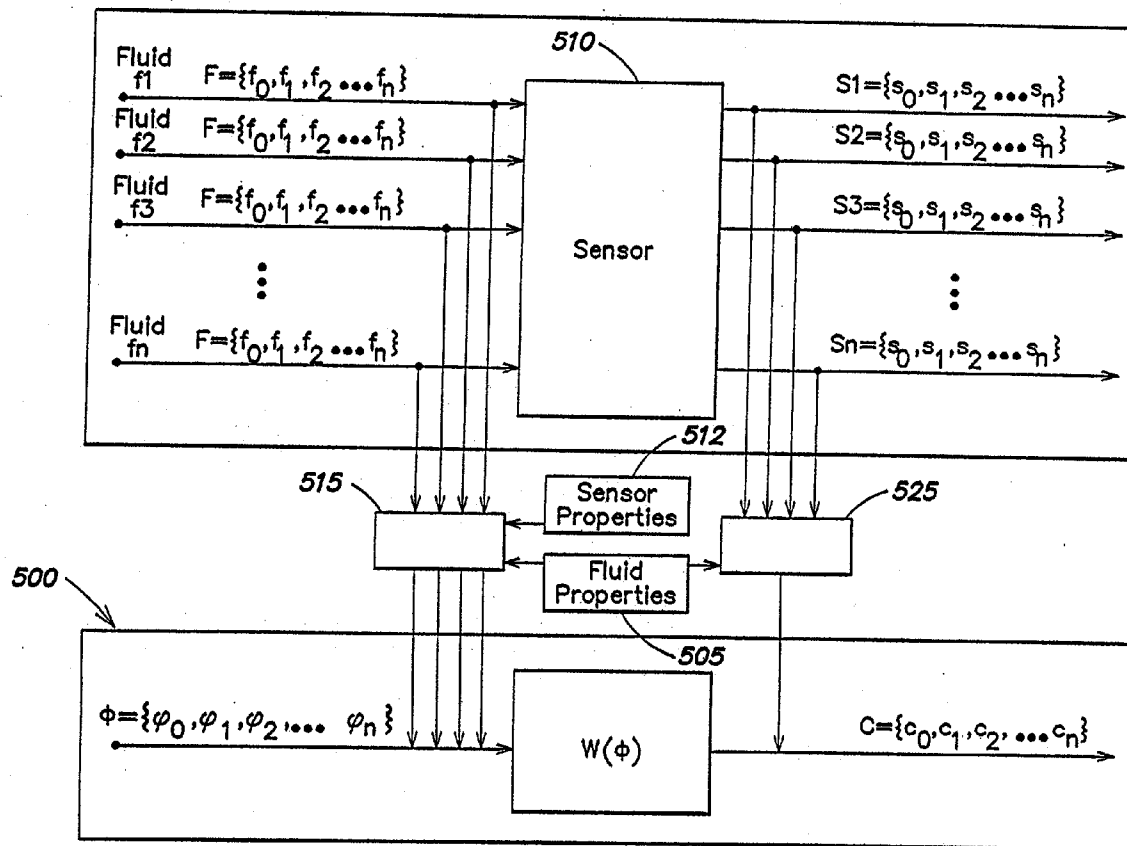 510
Fluid
f1
F={f₀,f₁,f₂•••fₙ}
S1={s₀,s₁,s₂•••sₙ}
Fluid
f2
F={f₀,f₁,f₂•••fₙ}
S2={s₀,s₁,s₂•••sₙ}
Fluid
f3
F={f₀,f₁,f₂•••fₙ}
S3={s₀,s₁,s₂•••sₙ}
Sensor
Fluid
fn
F={f₀,f₁,f₂•••fₙ}
Sn={s₀,s₁,s₂•••sₙ}
512
515
Sensor
Properties
525
500
Fluid
Properties
505
Φ={φ₀,φ₁,φ₂,••• φₙ}
W(Φ)
C={c₀,c₁,c₂,•••cₙ}